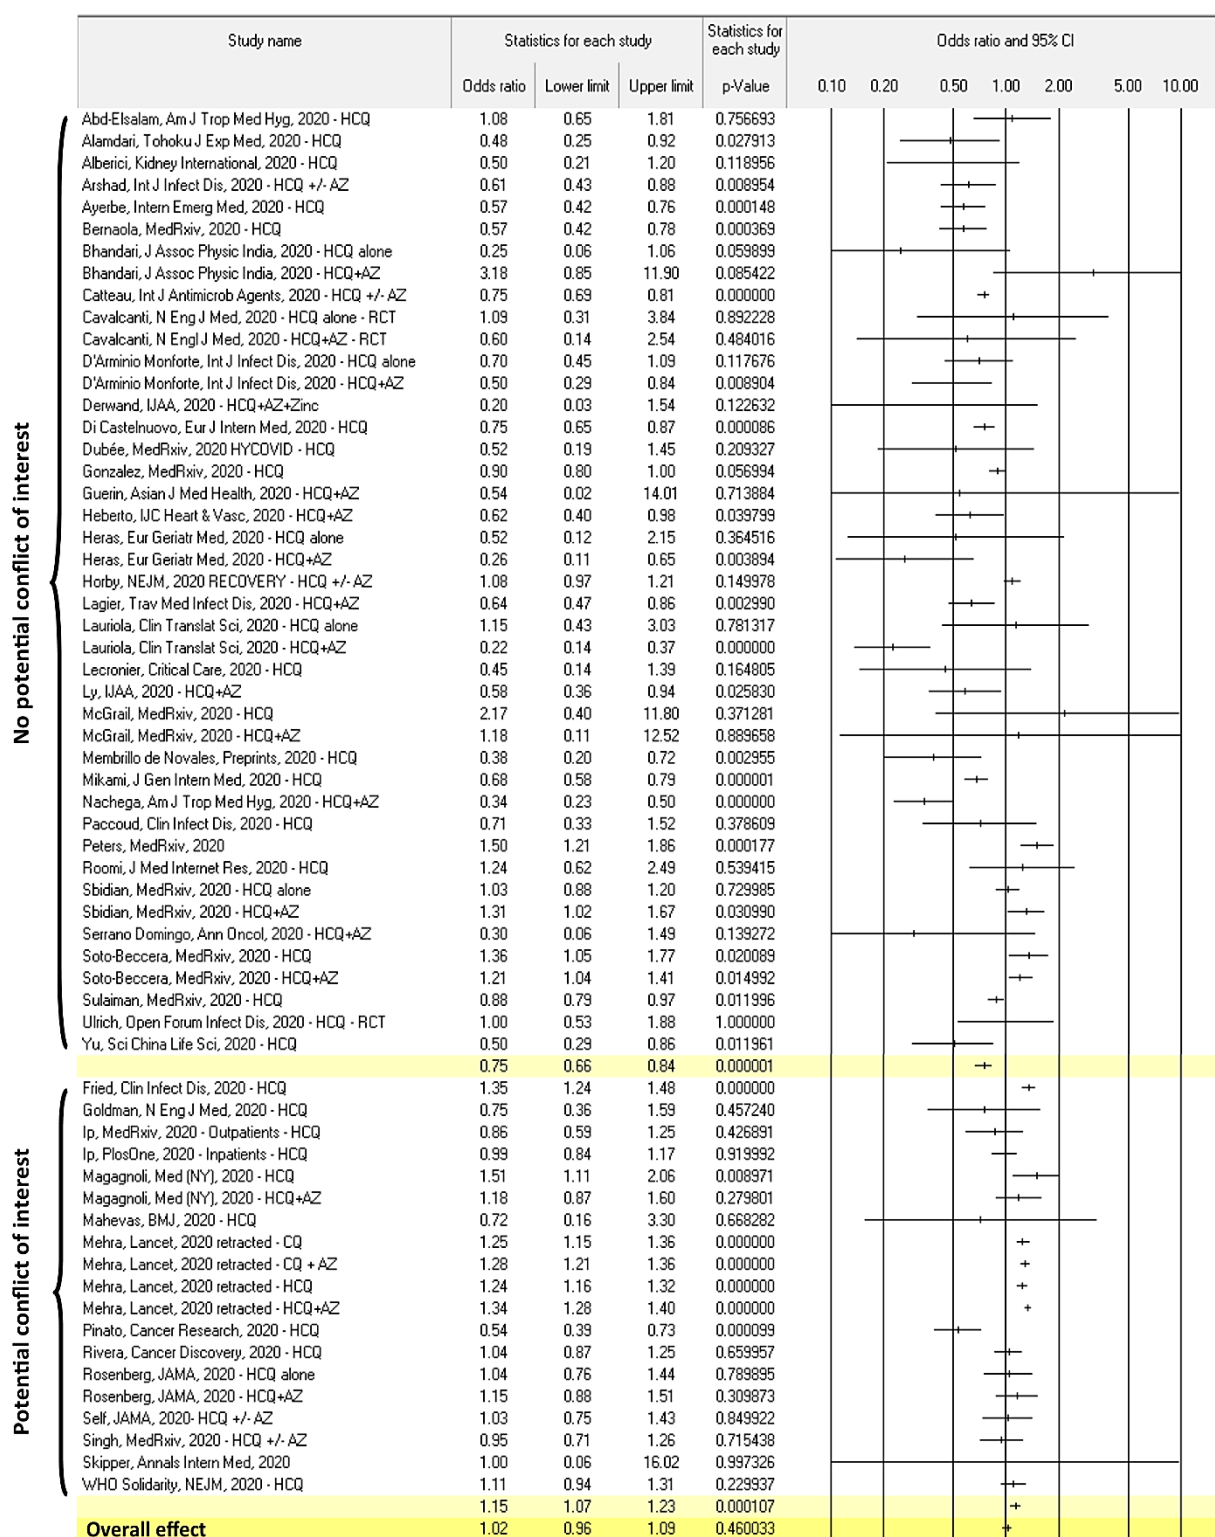 Study name Statistics for each study Statistics for each study Odds ratio and 95% CI
Odds ratio Lower limit Upper limit p-Value 0.10 0.20 0.50 1.00 2.00 5.00 10.00
No potential conflict of interest
Abd-Elsalam, Am J Trop Med Hyg, 2020 - HCQ 1.08 0.65 1.81 0.756693
Alamdari, Tohoku J Exp Med, 2020 - HCQ 0.48 0.25 0.92 0.027913
Alberici, Kidney International, 2020 - HCQ 0.50 0.21 1.20 0.118956
Arshad, Int J Infect Dis, 2020 - HCQ +/- AZ 0.61 0.43 0.88 0.008954
Ayerbe, Intern Emerg Med, 2020 - HCQ 0.57 0.42 0.76 0.000148
Bernaola, MedRxiv, 2020 - HCQ 0.57 0.42 0.78 0.000369
Bhandari, J Assoc Physic India, 2020 - HCQ alone 0.25 0.06 1.06 0.059899
Bhandari, J Assoc Physic India, 2020 - HCQ+AZ 3.18 0.85 11.90 0.085422
Catteau, Int J Antimicrob Agents, 2020 - HCQ +/- AZ 0.75 0.69 0.81 0.000000
Cavalcanti, N Eng J Med, 2020 - HCQ alone - RCT 1.09 0.31 3.84 0.892228
Cavalcanti, N Engl J Med, 2020 - HCQ+AZ - RCT 0.60 0.14 2.54 0.484016
D'Arminio Monforte, Int J Infect Dis, 2020 - HCQ alone 0.70 0.45 1.09 0.117676
D'Arminio Monforte, Int J Infect Dis, 2020 - HCQ+AZ 0.50 0.29 0.84 0.008904
Derwand, IJAA, 2020 - HCQ+AZ+Zinc 0.20 0.03 1.54 0.122632
Di Castelnuovo, Eur J Intern Med, 2020 - HCQ 0.75 0.65 0.87 0.000086
Dubée, MedRxiv, 2020 HYCOVID - HCQ 0.52 0.19 1.45 0.209327
Gonzalez, MedRxiv, 2020 - HCQ 0.90 0.80 1.00 0.056994
Guerin, Asian J Med Health, 2020 - HCQ+AZ 0.54 0.02 14.01 0.713884
Heberto, IJC Heart & Vasc, 2020 - HCQ+AZ 0.62 0.40 0.98 0.039799
Heras, Eur Geriatr Med, 2020 - HCQ alone 0.52 0.12 2.15 0.364516
Heras, Eur Geriatr Med, 2020 - HCQ+AZ 0.26 0.11 0.65 0.003894
Horby, NEJM, 2020 RECOVERY - HCQ +/- AZ 1.08 0.97 1.21 0.149978
Lagier, Trav Med Infect Dis, 2020 - HCQ+AZ 0.64 0.47 0.86 0.002990
Lauriola, Clin Translat Sci, 2020 - HCQ alone 1.15 0.43 3.03 0.781317
Lauriola, Clin Translat Sci, 2020 - HCQ+AZ 0.22 0.14 0.37 0.000000
Lecronier, Critical Care, 2020 - HCQ 0.45 0.14 1.39 0.164805
Ly, IJAA, 2020 - HCQ+AZ 0.58 0.36 0.94 0.025830
McGrail, MedRxiv, 2020 - HCQ 2.17 0.40 11.80 0.371281
McGrail, MedRxiv, 2020 - HCQ+AZ 1.18 0.11 12.52 0.889658
Membrillo de Novales, Preprints, 2020 - HCQ 0.38 0.20 0.72 0.002955
Mikami, J Gen Intern Med, 2020 - HCQ 0.68 0.58 0.79 0.000001
Nachega, Am J Trop Med Hyg, 2020 - HCQ+AZ 0.34 0.23 0.50 0.000000
Paccoud, Clin Infect Dis, 2020 - HCQ 0.71 0.33 1.52 0.378609
Peters, MedRxiv, 2020 1.50 1.21 1.86 0.000177
Roomi, J Med Internet Res, 2020 - HCQ 1.24 0.62 2.49 0.539415
Sbidian, MedRxiv, 2020 - HCQ alone 1.03 0.88 1.20 0.729985
Sbidian, MedRxiv, 2020 - HCQ+AZ 1.31 1.02 1.67 0.030990
Serrano Domingo, Ann Oncol, 2020 - HCQ+AZ 0.30 0.06 1.49 0.139272
Soto-Beccera, MedRxiv, 2020 - HCQ 1.36 1.05 1.77 0.020089
Soto-Beccera, MedRxiv, 2020 - HCQ+AZ 1.21 1.04 1.41 0.014992
Sulaiman, MedRxiv, 2020 - HCQ 0.88 0.79 0.97 0.011996
Ulrich, Open Forum Infect Dis, 2020 - HCQ - RCT 1.00 0.53 1.88 1.000000
Yu, Sci China Life Sci, 2020 - HCQ 0.50 0.29 0.86 0.011961
0.75 0.66 0.84 0.000001
Potential conflict of interest
Fried, Clin Infect Dis, 2020 - HCQ 1.35 1.24 1.48 0.000000
Goldman, N Eng J Med, 2020 - HCQ 0.75 0.36 1.59 0.457240
Ip, MedRxiv, 2020 - Outpatients - HCQ 0.86 0.59 1.25 0.426891
Ip, PlosOne, 2020 - Inpatients - HCQ 0.99 0.84 1.17 0.919992
Magagnoli, Med (NY), 2020 - HCQ 1.51 1.11 2.06 0.008971
Magagnoli, Med (NY), 2020 - HCQ+AZ 1.18 0.87 1.60 0.279801
Mahevas, BMJ, 2020 - HCQ 0.72 0.16 3.30 0.668282
Mehra, Lancet, 2020 retracted - CQ 1.25 1.15 1.36 0.000000
Mehra, Lancet, 2020 retracted - CQ + AZ 1.28 1.21 1.36 0.000000
Mehra, Lancet, 2020 retracted - HCQ 1.24 1.16 1.32 0.000000
Mehra, Lancet, 2020 retracted - HCQ+AZ 1.34 1.28 1.40 0.000000
Pinato, Cancer Research, 2020 - HCQ 0.54 0.39 0.73 0.000099
Rivera, Cancer Discovery, 2020 - HCQ 1.04 0.87 1.25 0.659957
Rosenberg, JAMA, 2020 - HCQ alone 1.04 0.76 1.44 0.789895
Rosenberg, JAMA, 2020 - HCQ+AZ 1.15 0.88 1.51 0.309873
Self, JAMA, 2020- HCQ +/- AZ 1.03 0.75 1.43 0.849922
Singh, MedRxiv, 2020 - HCQ +/- AZ 0.95 0.71 1.26 0.715438
Skipper, Annals Intern Med, 2020 1.00 0.06 16.02 0.997326
WHO Solidarity, NEJM, 2020 - HCQ 1.11 0.94 1.31 0.229937
1.15 1.07 1.23 0.000107
Overall effect 1.02 0.96 1.09 0.460033